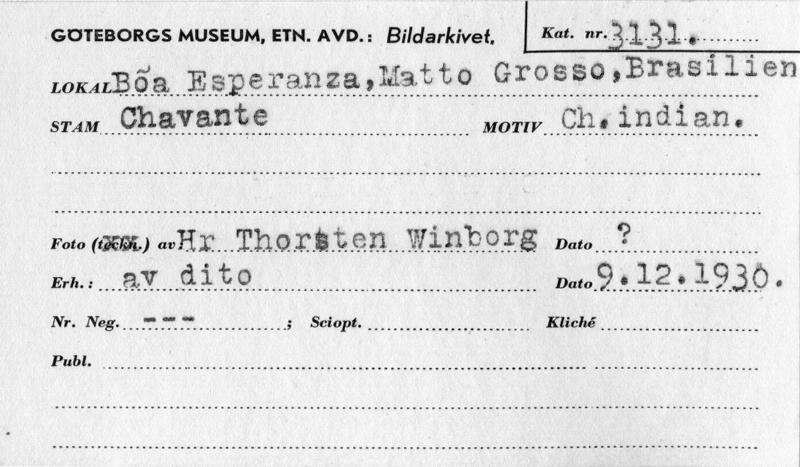 GÖTEBORGS MUSEUM, ETN. AVD.: Bildarkivet. Kat. nr. 3131.
LOKAL Bõa Esperanza, Matto Grosso, Brasilien
STAM Chavante MOTIV Ch. indian.
Foto (teckn.) av Hr Thorsten Winborg Dato ?
Erh.: av dito Dato 9.12.1930.
Nr. Neg. --- ; Sciopt. Kliché
Publ.